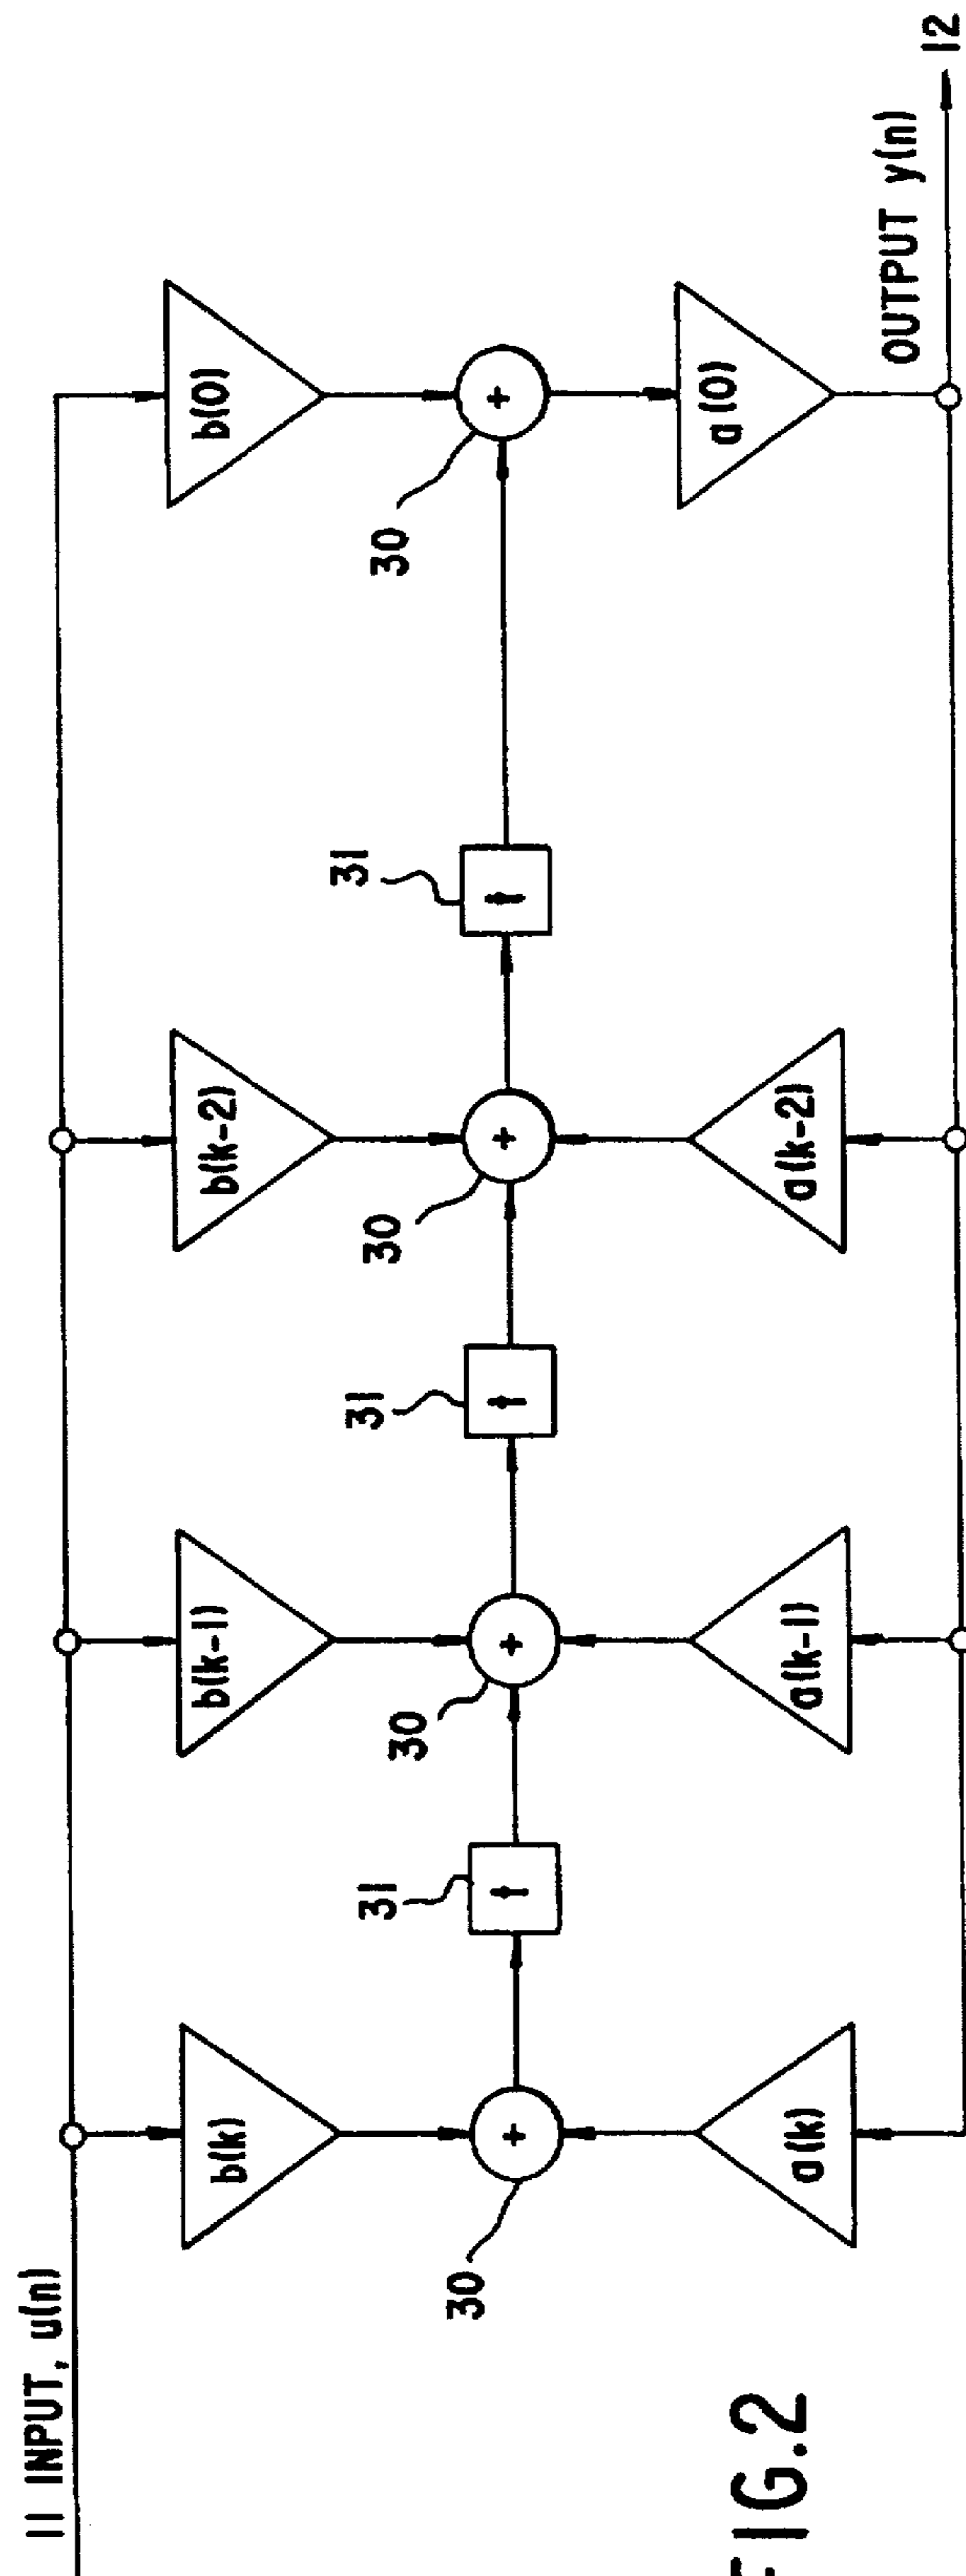 11 INPUT, u(n)
b(k)
b(k-1)
b(k-2)
b(0)
31
31
31
30
30
30
30
+
+
+
+
a(k)
a(k-1)
a(k-2)
a(0)
OUTPUT y(n)
12
FIG.2